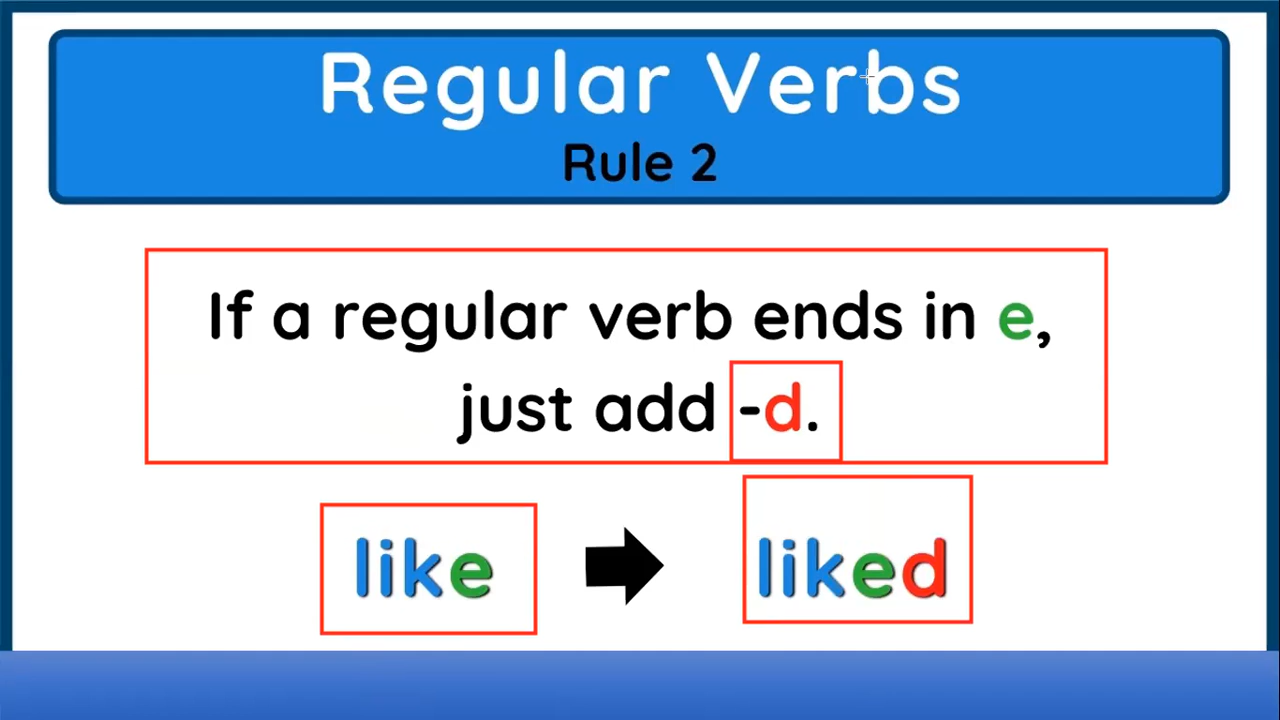 Regular Verbs
Rule 2
If a regular verb ends in e,
just add -d.
like liked